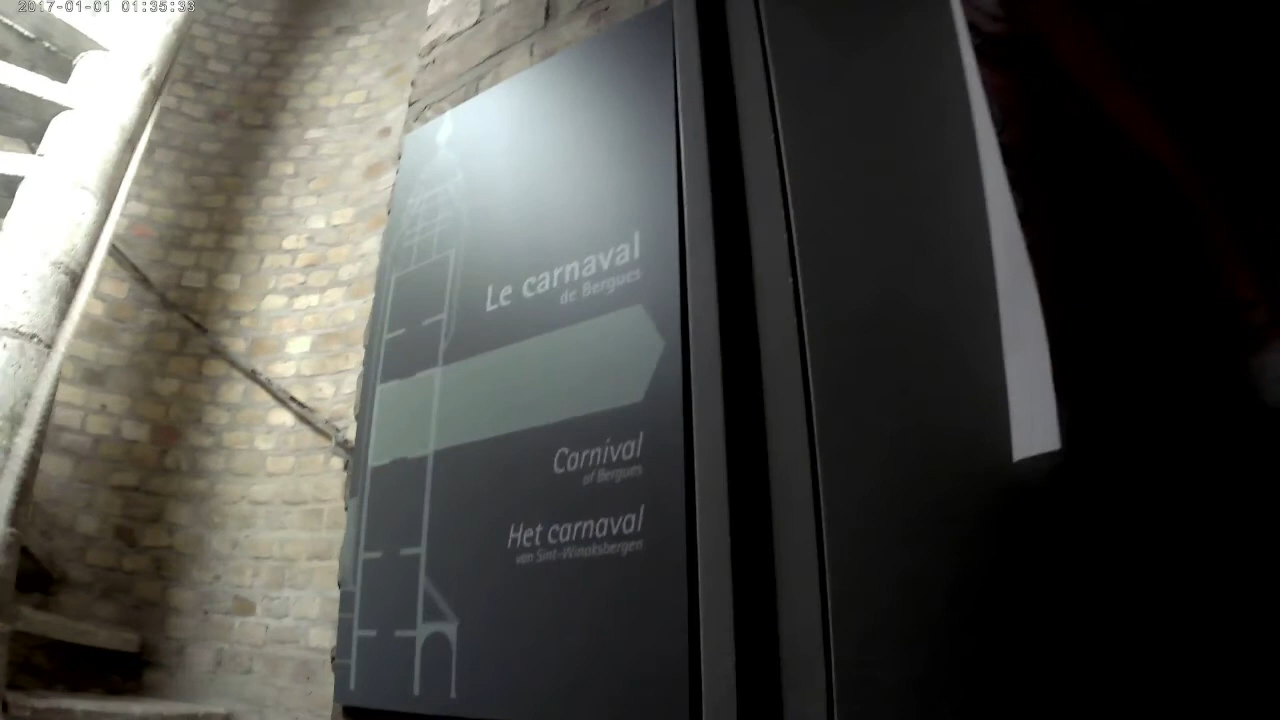 2017-01-01 01:35:33
Le carnaval
de Bergues
Carnival
of Bergues
Het carnaval
van Sint-Winoksbergen